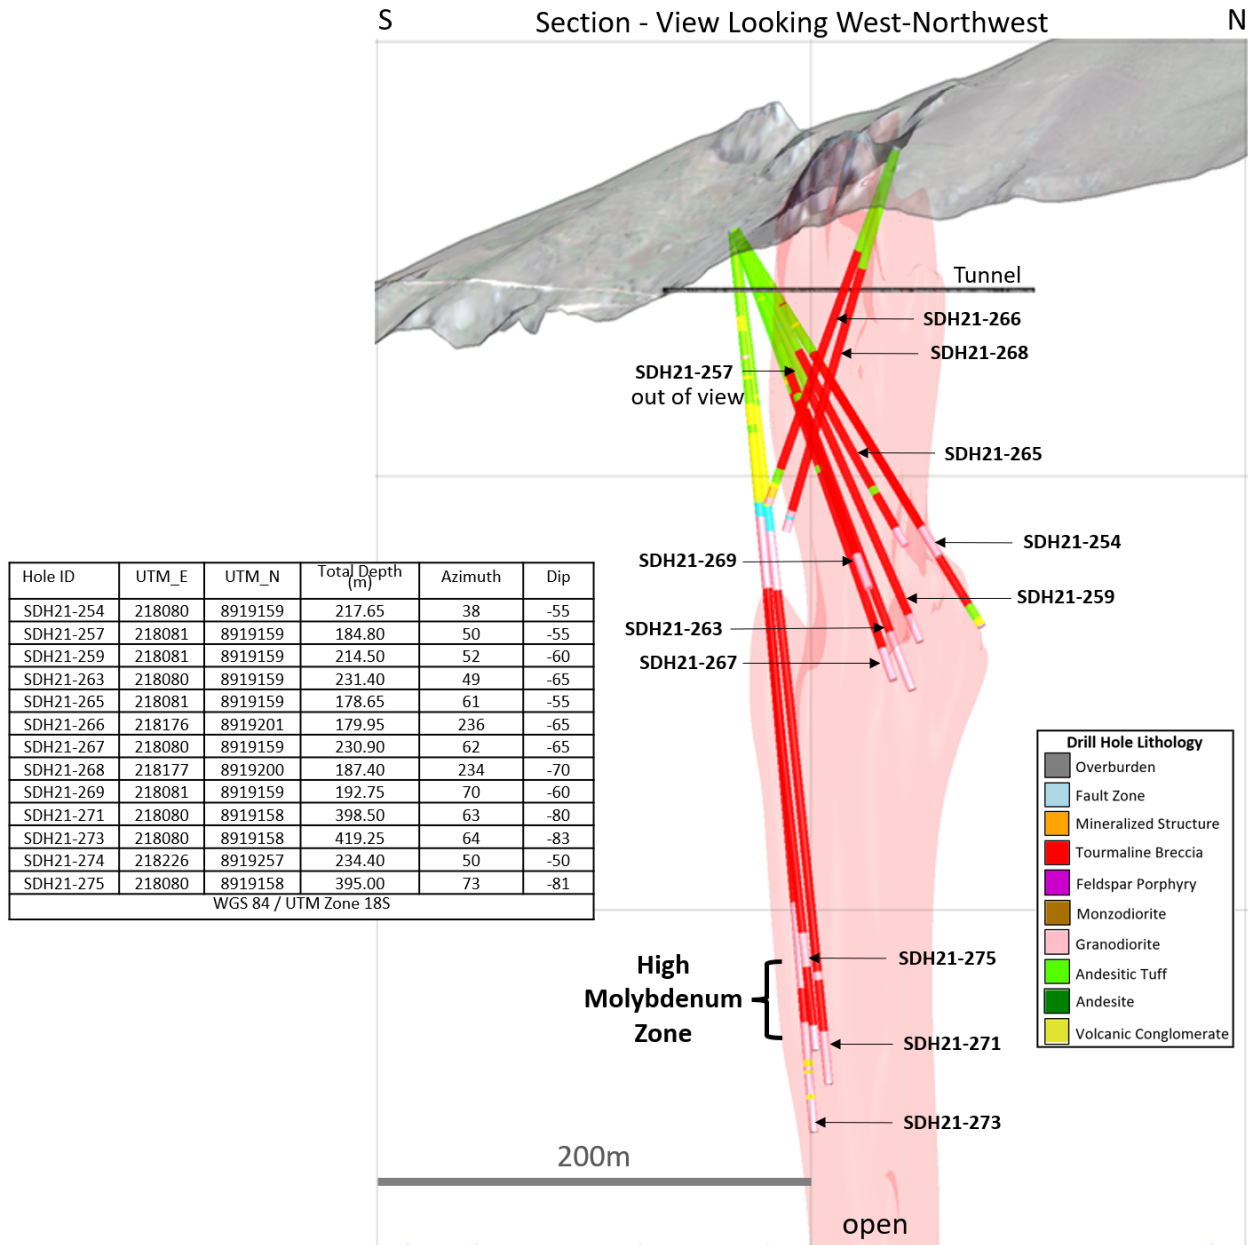 S Section - View Looking West-Northwest N
Tunnel
SDH21-266
SDH21-268
SDH21-257
out of view
SDH21-265
SDH21-254
SDH21-269
SDH21-259
SDH21-263
SDH21-267
Hole ID UTM_E UTM_N Total Depth (m) Azimuth Dip
SDH21-254 218080 8919159 217.65 38 -55
SDH21-257 218081 8919159 184.80 50 -55
SDH21-259 218081 8919159 214.50 52 -60
SDH21-263 218080 8919159 231.40 49 -65
SDH21-265 218081 8919159 178.65 61 -55
SDH21-266 218176 8919201 179.95 236 -65
SDH21-267 218080 8919159 230.90 62 -65
SDH21-268 218177 8919200 187.40 234 -70
SDH21-269 218081 8919159 192.75 70 -60
SDH21-271 218080 8919158 398.50 63 -80
SDH21-273 218080 8919158 419.25 64 -83
SDH21-274 218226 8919257 234.40 50 -50
SDH21-275 218080 8919158 395.00 73 -81
WGS 84 / UTM Zone 18S
Drill Hole Lithology
Overburden
Fault Zone
Mineralized Structure
Tourmaline Breccia
Feldspar Porphyry
Monzodiorite
Granodiorite
Andesitic Tuff
Andesite
Volcanic Conglomerate
High
Molybdenum
Zone
SDH21-275
SDH21-271
SDH21-273
200m
open